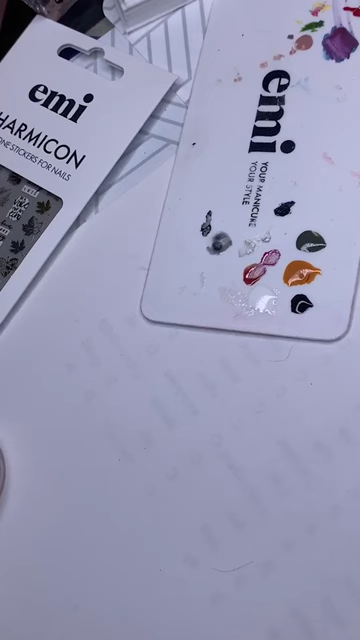 emi
HARMICON
ONE STICKERS FOR NAILS
emi
YOUR MANICURE
YOUR STYLE